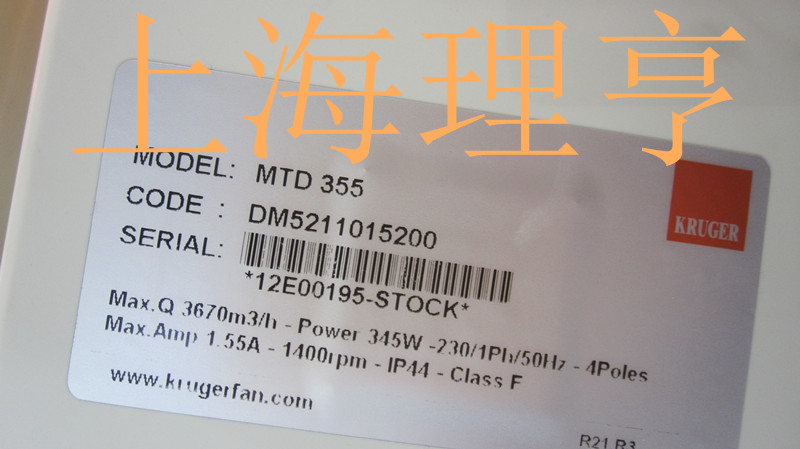 上海理亨
MODEL: MTD 355
CODE : DM5211015200
SERIAL:
*12E00195-STOCK*
KRUGER
Max.Q 3670m3/h - Power 345W -230/1Ph/50Hz - 4Poles
Max.Amp 1.55A - 1400rpm - IP44 - Class F
www.krugerfan.com
R21 R3